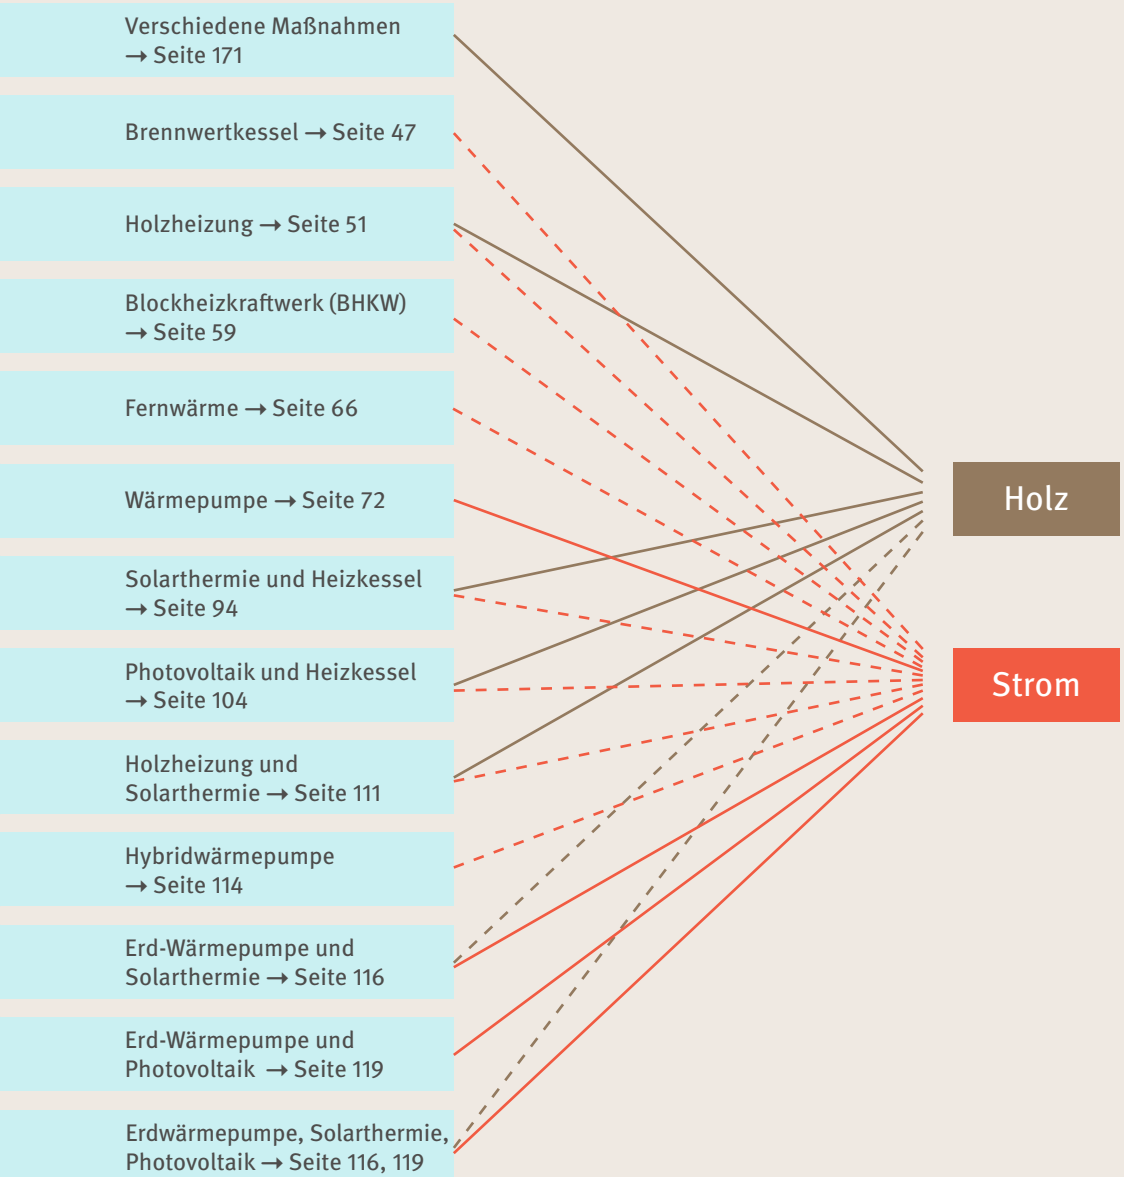 Verschiedene Maßnahmen
→ Seite 171
Brennwertkessel → Seite 47
Holzheizung → Seite 51
Blockheizkraftwerk (BHKW)
→ Seite 59
Fernwärme → Seite 66
Wärmepumpe → Seite 72
Solarthermie und Heizkessel
→ Seite 94
Photovoltaik und Heizkessel
→ Seite 104
Holzheizung und
Solarthermie → Seite 111
Hybridwärmepumpe
→ Seite 114
Erd-Wärmepumpe und
Solarthermie → Seite 116
Erd-Wärmepumpe und
Photovoltaik → Seite 119
Erdwärmepumpe, Solarthermie,
Photovoltaik → Seite 116, 119
Holz
Strom